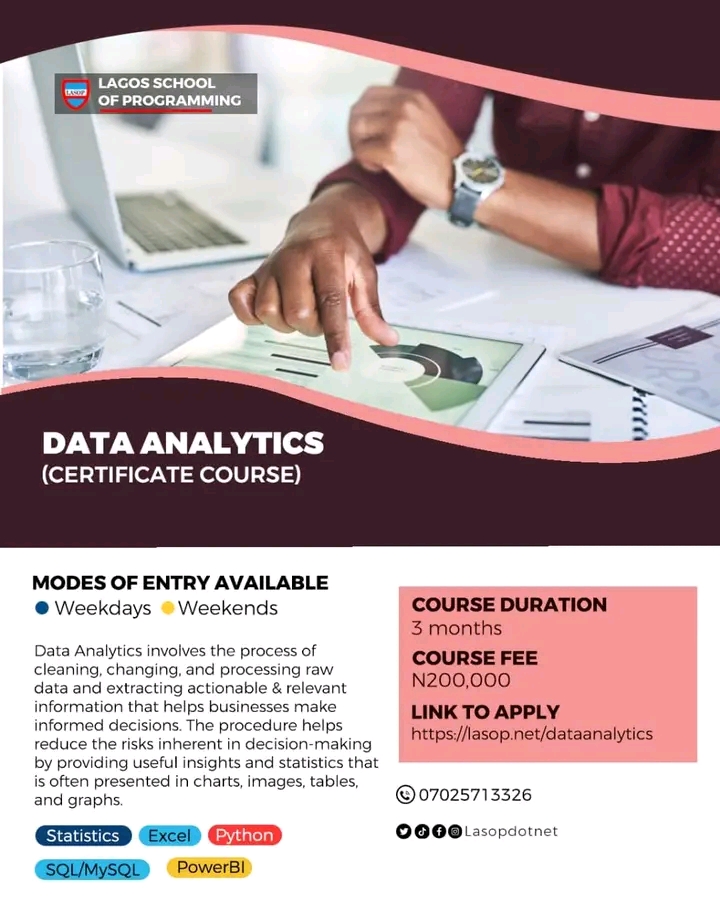 LASOP
LAGOS SCHOOL
OF PROGRAMMING
DATA ANALYTICS
(CERTIFICATE COURSE)
MODES OF ENTRY AVAILABLE
Weekdays Weekends
Data Analytics involves the process of
cleaning, changing, and processing raw
data and extracting actionable & relevant
information that helps businesses make
informed decisions. The procedure helps
reduce the risks inherent in decision-making
by providing useful insights and statistics that
is often presented in charts, images, tables,
and graphs.
Statistics Excel Python
SQL/MySQL PowerBI
COURSE DURATION
3 months
COURSE FEE
N200,000
LINK TO APPLY
https://lasop.net/dataanalytics
07025713326
Lasopdotnet